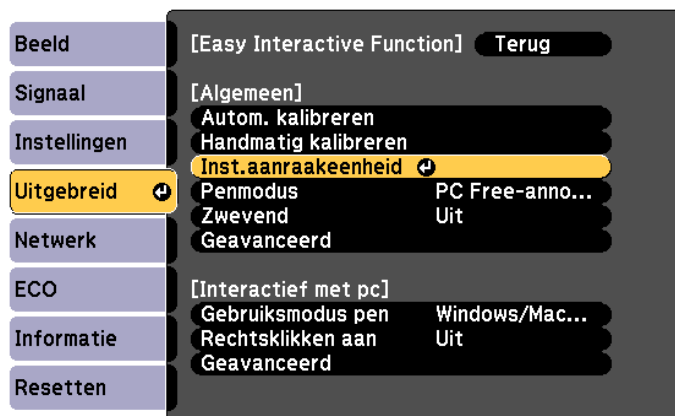 Beeld
Signaal
Instellingen
Uitgebreid
Netwerk
ECO
Informatie
Resetten
[Easy Interactive Function] Terug
[Algemeen]
Autom. kalibreren
Handmatig kalibreren
Inst.aanraakeenheid
Penmodus PC Free-anno...
Zwevend Uit
Geavanceerd
[Interactief met pc]
Gebruiksmodus pen Windows/Mac...
Rechtsklikken aan Uit
Geavanceerd